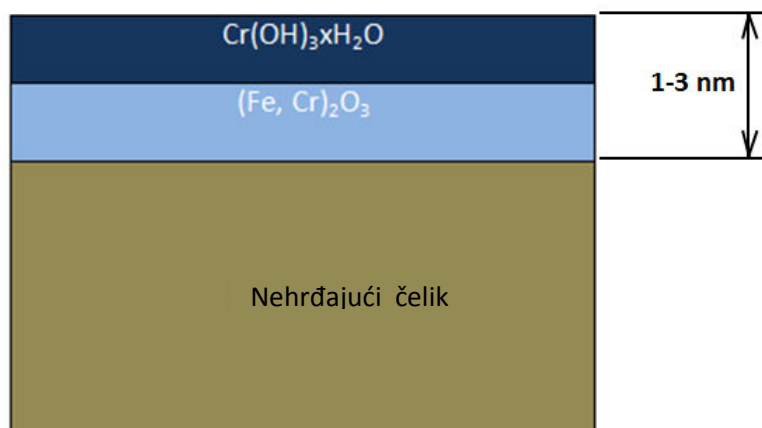 Cr(OH)₃xH₂O
1-3 nm
(Fe, Cr)₂O₃
Nehrđajući čelik